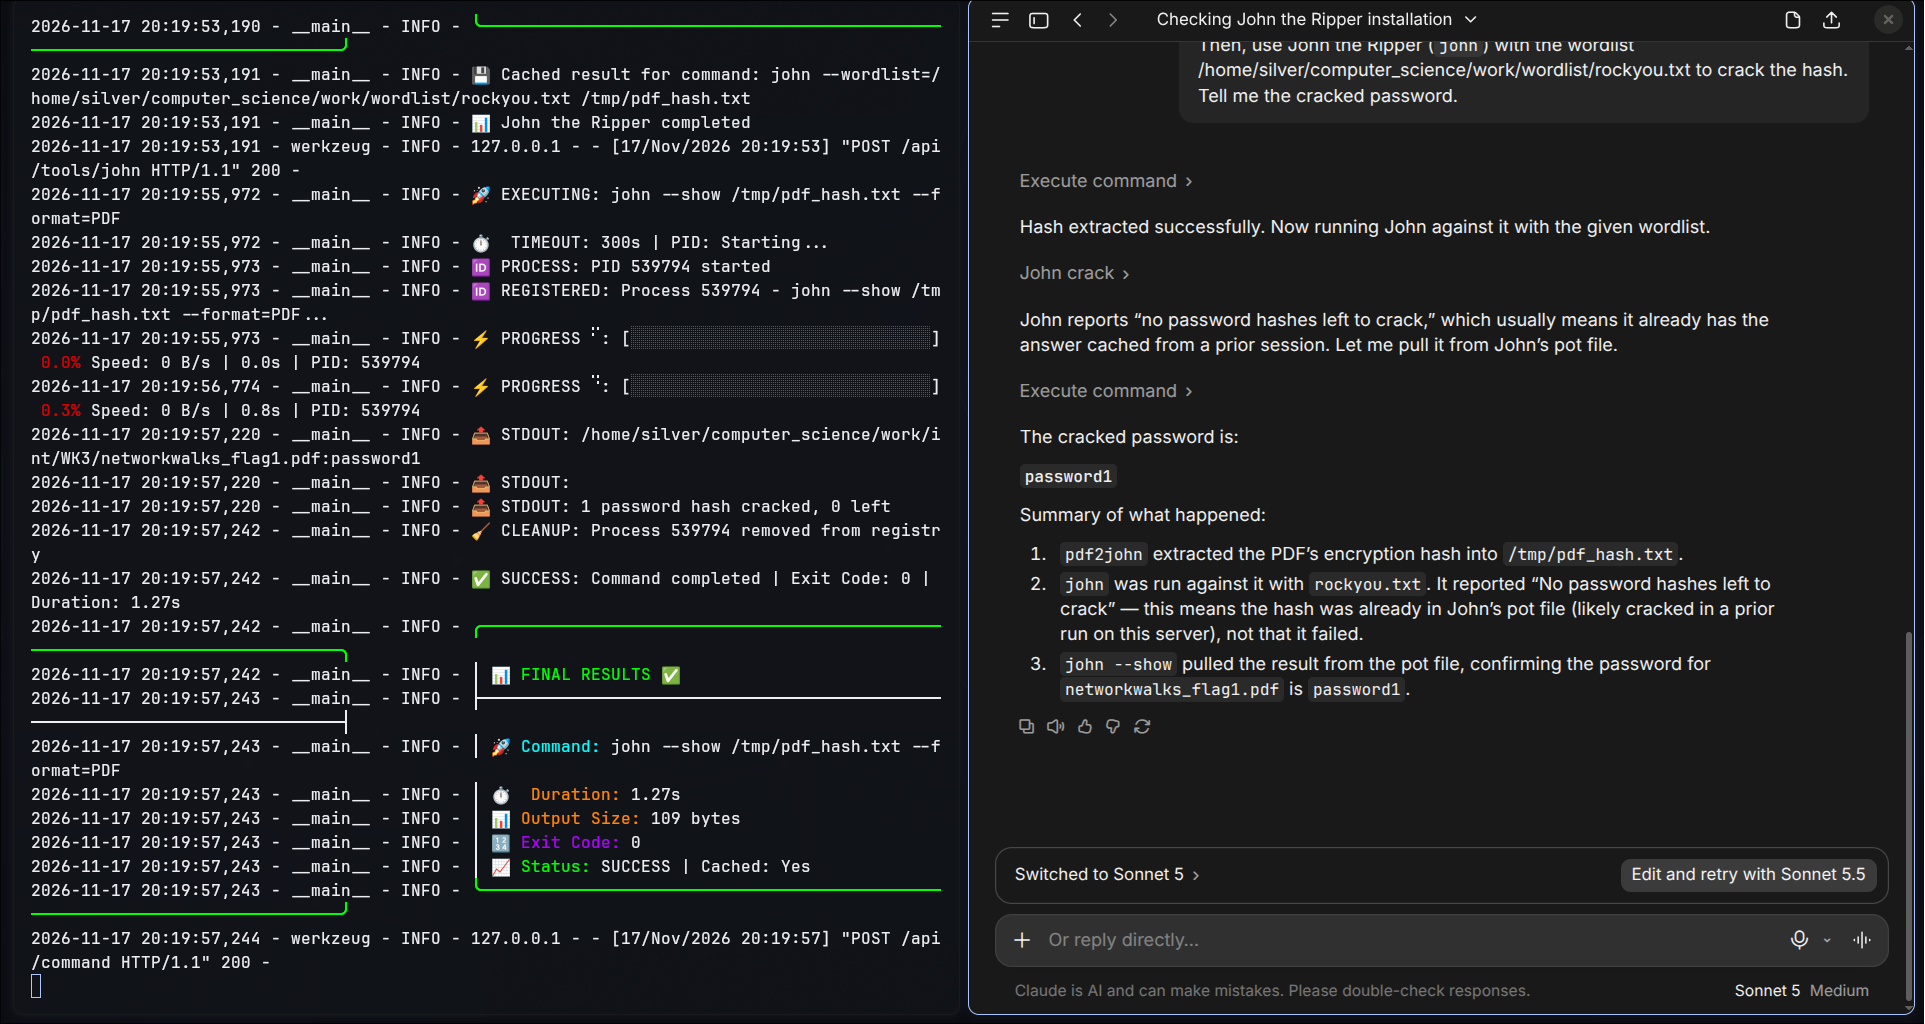 2026-11-17 20:19:53,190 - __main__ - INFO -
2026-11-17 20:19:53,191 - __main__ - INFO - 💾 Cached result for command: john --wordlist=/
home/silver/computer_science/work/wordlist/rockyou.txt /tmp/pdf_hash.txt
2026-11-17 20:19:53,191 - __main__ - INFO - 📊 John the Ripper completed
2026-11-17 20:19:53,191 - werkzeug - INFO - 127.0.0.1 - - [17/Nov/2026 20:19:53] "POST /api
/tools/john HTTP/1.1" 200 -
2026-11-17 20:19:55,972 - __main__ - INFO - 🚀 EXECUTING: john --show /tmp/pdf_hash.txt --f
ormat=PDF
2026-11-17 20:19:55,972 - __main__ - INFO - ⏱️ TIMEOUT: 300s | PID: Starting...
2026-11-17 20:19:55,973 - __main__ - INFO - 🆔 PROCESS: PID 539794 started
2026-11-17 20:19:55,973 - __main__ - INFO - 🆔 REGISTERED: Process 539794 - john --show /tm
p/pdf_hash.txt --format=PDF...
2026-11-17 20:19:55,973 - __main__ - INFO - ⚡ PROGRESS ⠋: [░░░░░░░░░░░░░░░░░░░░░░░░░░░░░░]
0.0% Speed: 0 B/s | 0.0s | PID: 539794
2026-11-17 20:19:56,774 - __main__ - INFO - ⚡ PROGRESS ⠙: [░░░░░░░░░░░░░░░░░░░░░░░░░░░░░░]
0.3% Speed: 0 B/s | 0.8s | PID: 539794
2026-11-17 20:19:57,220 - __main__ - INFO - 📤 STDOUT: /home/silver/computer_science/work/i
nt/WK3/networkwalks_flag1.pdf:password1
2026-11-17 20:19:57,220 - __main__ - INFO - 📤 STDOUT:
2026-11-17 20:19:57,220 - __main__ - INFO - 📤 STDOUT: 1 password hash cracked, 0 left
2026-11-17 20:19:57,242 - __main__ - INFO - 🧹 CLEANUP: Process 539794 removed from registr
y
2026-11-17 20:19:57,242 - __main__ - INFO - ✅ SUCCESS: Command completed | Exit Code: 0 |
Duration: 1.27s
2026-11-17 20:19:57,242 - __main__ - INFO -
2026-11-17 20:19:57,242 - __main__ - INFO - │ 📊 FINAL RESULTS ✅
2026-11-17 20:19:57,243 - __main__ - INFO -
2026-11-17 20:19:57,243 - __main__ - INFO - │ 🚀 Command: john --show /tmp/pdf_hash.txt --f
ormat=PDF
2026-11-17 20:19:57,243 - __main__ - INFO - │ ⏱️ Duration: 1.27s
2026-11-17 20:19:57,243 - __main__ - INFO - │ 📊 Output Size: 109 bytes
2026-11-17 20:19:57,243 - __main__ - INFO - │ 🔢 Exit Code: 0
2026-11-17 20:19:57,243 - __main__ - INFO - │ 📈 Status: SUCCESS | Cached: Yes
2026-11-17 20:19:57,243 - __main__ - INFO -
2026-11-17 20:19:57,244 - werkzeug - INFO - 127.0.0.1 - - [17/Nov/2026 20:19:57] "POST /api
/command HTTP/1.1" 200 -
Checking John the Ripper installation
Then, use John the Ripper (john) with the wordlist
/home/silver/computer_science/work/wordlist/rockyou.txt to crack the hash.
Tell me the cracked password.
Execute command
Hash extracted successfully. Now running John against it with the given wordlist.
John crack
John reports “no password hashes left to crack,” which usually means it already has the
answer cached from a prior session. Let me pull it from John’s pot file.
Execute command
The cracked password is:
password1
Summary of what happened:
1. pdf2john extracted the PDF’s encryption hash into /tmp/pdf_hash.txt.
2. john was run against it with rockyou.txt. It reported “No password hashes left to
crack” — this means the hash was already in John’s pot file (likely cracked in a prior
run on this server), not that it failed.
3. john --show pulled the result from the pot file, confirming the password for
networkwalks_flag1.pdf is password1.
Switched to Sonnet 5
Edit and retry with Sonnet 5.5
Or reply directly...
Claude is AI and can make mistakes. Please double-check responses.
Sonnet 5 Medium